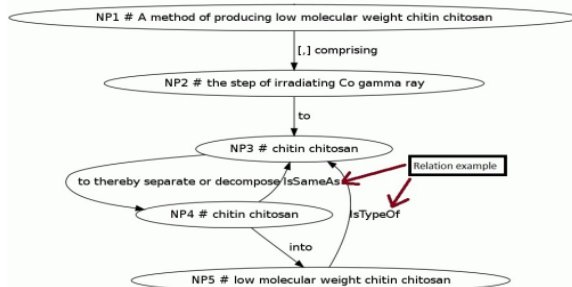 NP1 # A method of producing low molecular weight chitin chitosan
[,] comprising
NP2 # the step of irradiating Co gamma ray
to
NP3 # chitin chitosan
Relation example
to thereby separate or decompose IsSameAs
NP4 # chitin chitosan
IsTypeOf
into
NP5 # low molecular weight chitin chitosan